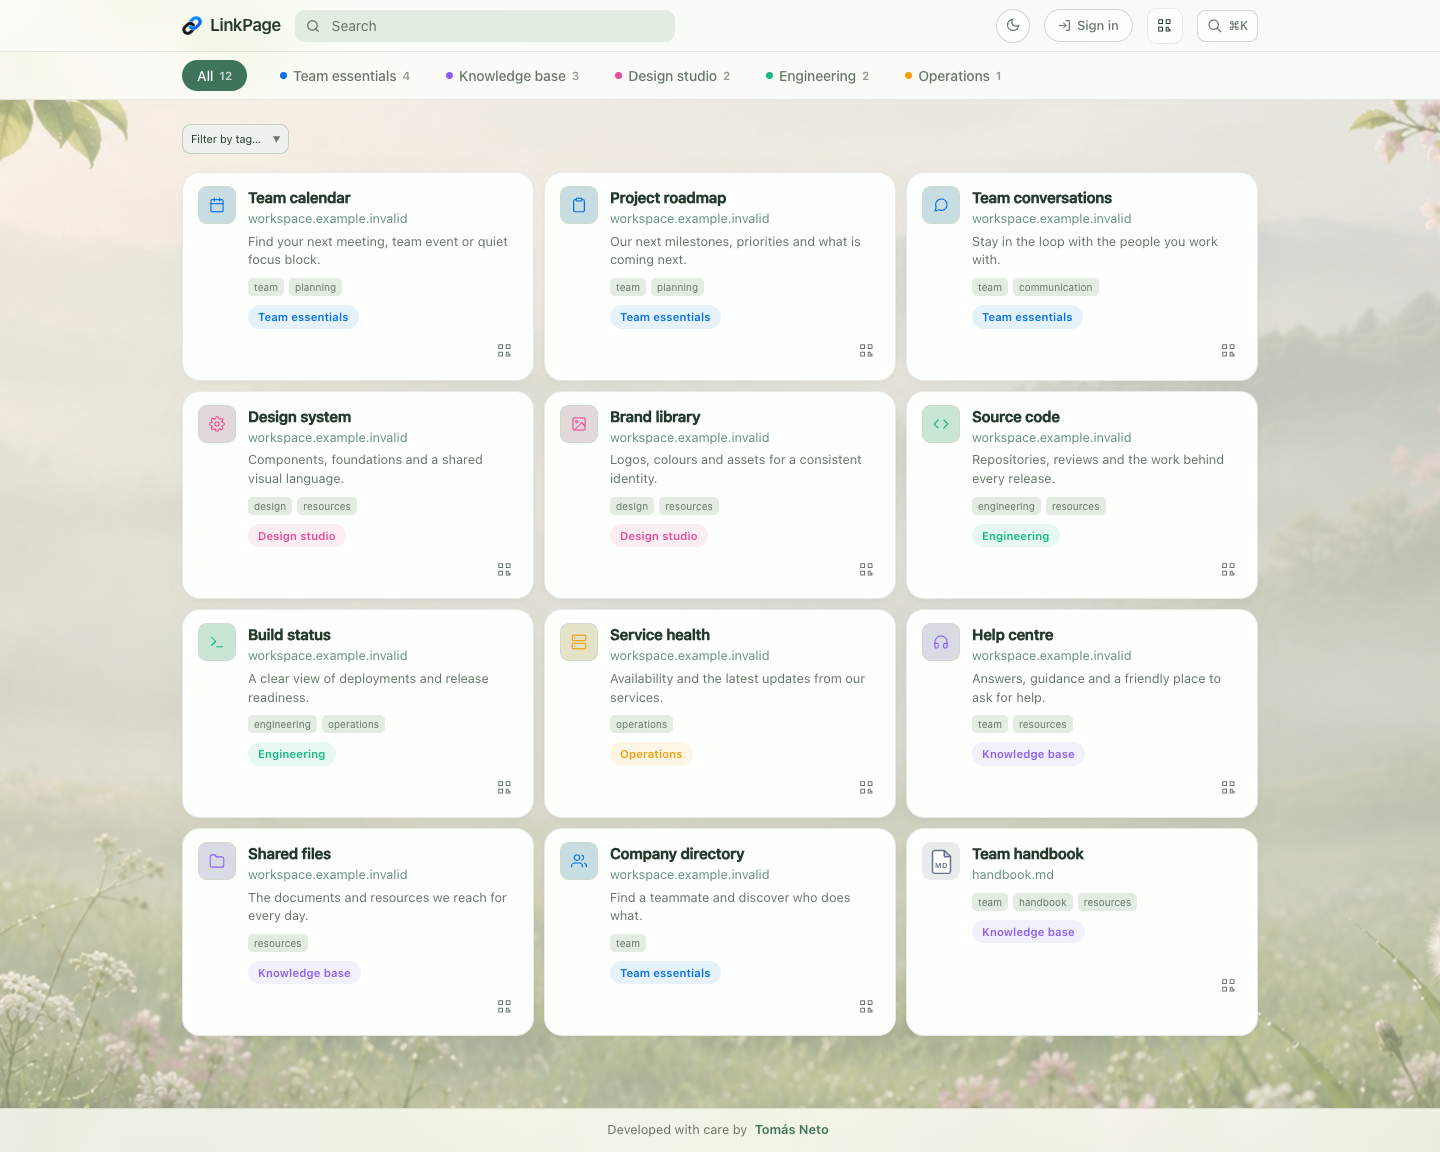 LinkPage
Search
Sign in
⌘K
All 12
Team essentials 4
Knowledge base 3
Design studio 2
Engineering 2
Operations 1
Filter by tag... ▼
Team calendar
workspace.example.invalid
Find your next meeting, team event or quiet
focus block.
team planning
Team essentials
Project roadmap
workspace.example.invalid
Our next milestones, priorities and what is
coming next.
team planning
Team essentials
Team conversations
workspace.example.invalid
Stay in the loop with the people you work
with.
team communication
Team essentials
Design system
workspace.example.invalid
Components, foundations and a shared
visual language.
design resources
Design studio
Brand library
workspace.example.invalid
Logos, colours and assets for a consistent
identity.
design resources
Design studio
Source code
workspace.example.invalid
Repositories, reviews and the work behind
every release.
engineering resources
Engineering
Build status
workspace.example.invalid
A clear view of deployments and release
readiness.
engineering operations
Engineering
Service health
workspace.example.invalid
Availability and the latest updates from our
services.
operations
Operations
Help centre
workspace.example.invalid
Answers, guidance and a friendly place to
ask for help.
team resources
Knowledge base
Shared files
workspace.example.invalid
The documents and resources we reach for
every day.
resources
Knowledge base
Company directory
workspace.example.invalid
Find a teammate and discover who does
what.
team
Team essentials
MD
Team handbook
handbook.md
team handbook resources
Knowledge base
Developed with care by Tomás Neto